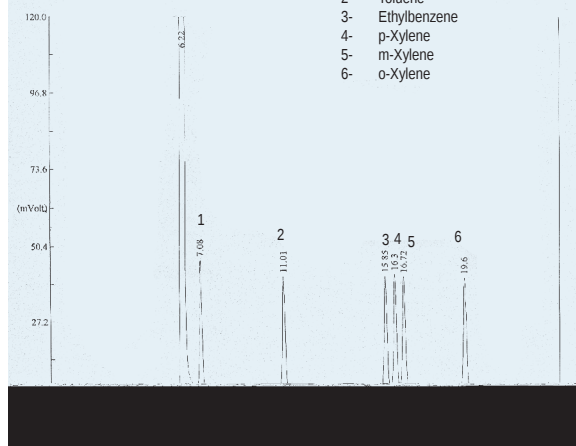 120.0
Toluene
3- Ethylbenzene
4- p-Xylene
5- m-Xylene
6- o-Xylene
6.22
96.8
73.6
(mVolt)
50.4
27.2
1
7.08
2
11.01
3 4 5
15.85
16.3
16.72
6
19.6